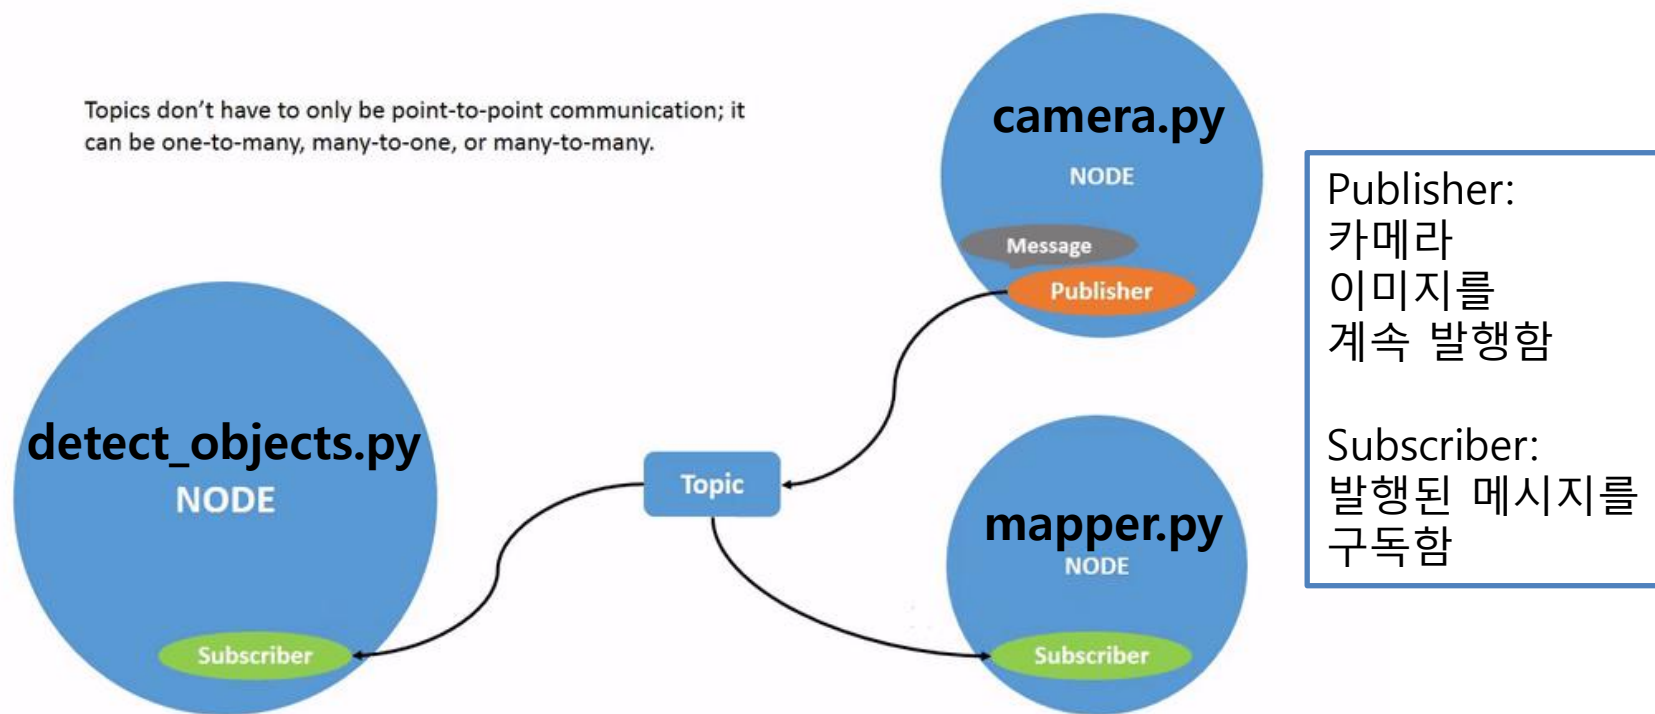 Topics don't have to only be point-to-point communication; it
can be one-to-many, many-to-one, or many-to-many.
camera.py
NODE
Message
Publisher
detect_objects.py
NODE
Subscriber
Topic
mapper.py
NODE
Subscriber
Publisher:
카메라
이미지를
계속 발행함
Subscriber:
발행된 메시지를
구독함